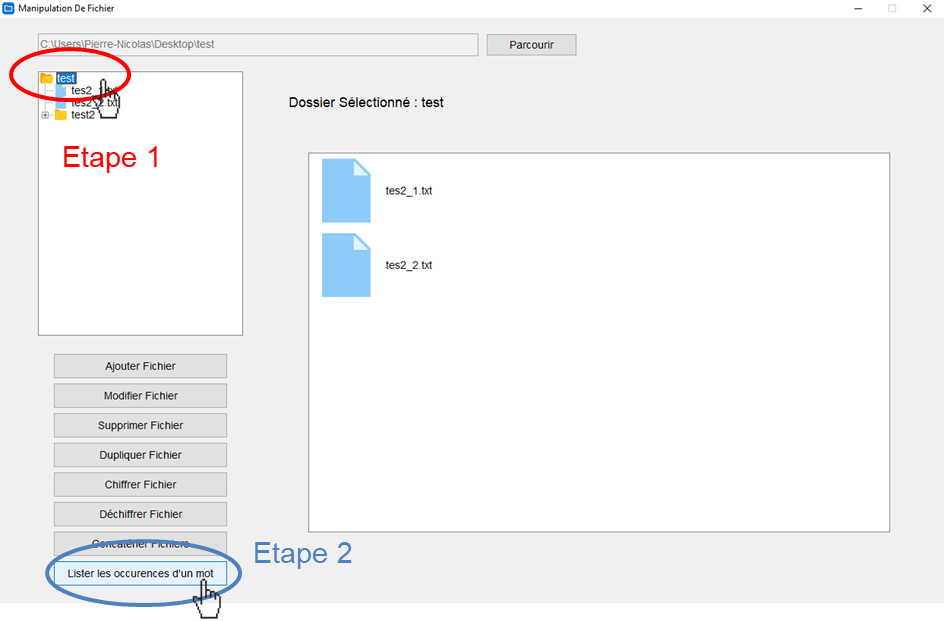 Manipulation De Fichier
C:\Users\Pierre-Nicolas\Desktop\test
Parcourir
test
tes2_1.txt
tes2_2.txt
test2
Dossier Sélectionné : test
Etape 1
tes2_1.txt
tes2_2.txt
Ajouter Fichier
Modifier Fichier
Supprimer Fichier
Dupliquer Fichier
Chiffrer Fichier
Déchiffrer Fichier
Concaténer Fichiers
Etape 2
Lister les occurences d'un mot